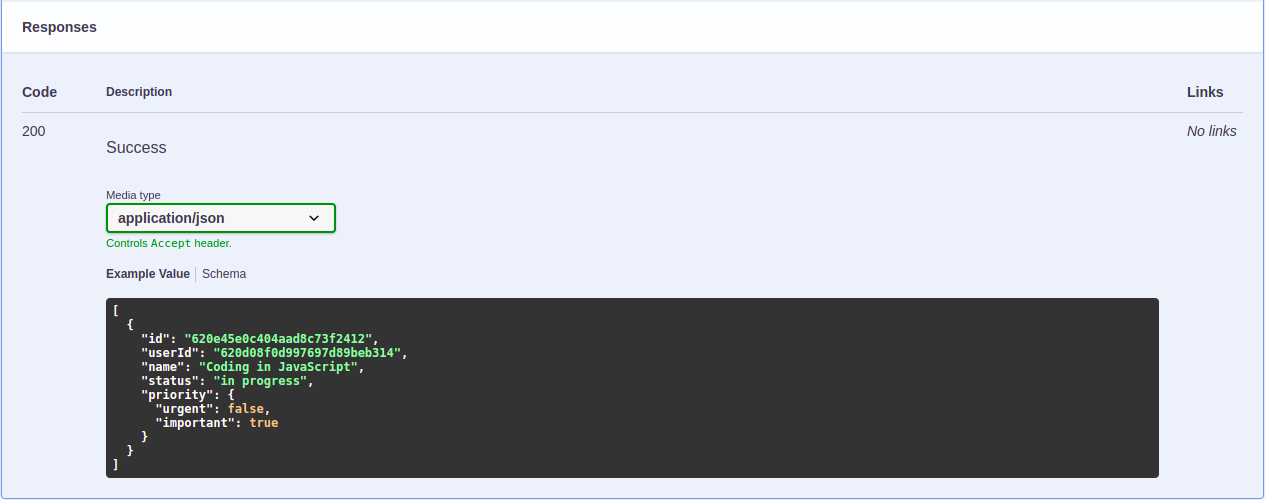 Responses
Code Description Links
200 Success No links
Media type
application/json
Controls Accept header.
Example Value Schema
[
  {
    "id": "620e45e0c404aad8c73f2412",
    "userId": "620d08f0d997697d89beb314",
    "name": "Coding in JavaScript",
    "status": "in progress",
    "priority": {
      "urgent": false,
      "important": true
    }
  }
]